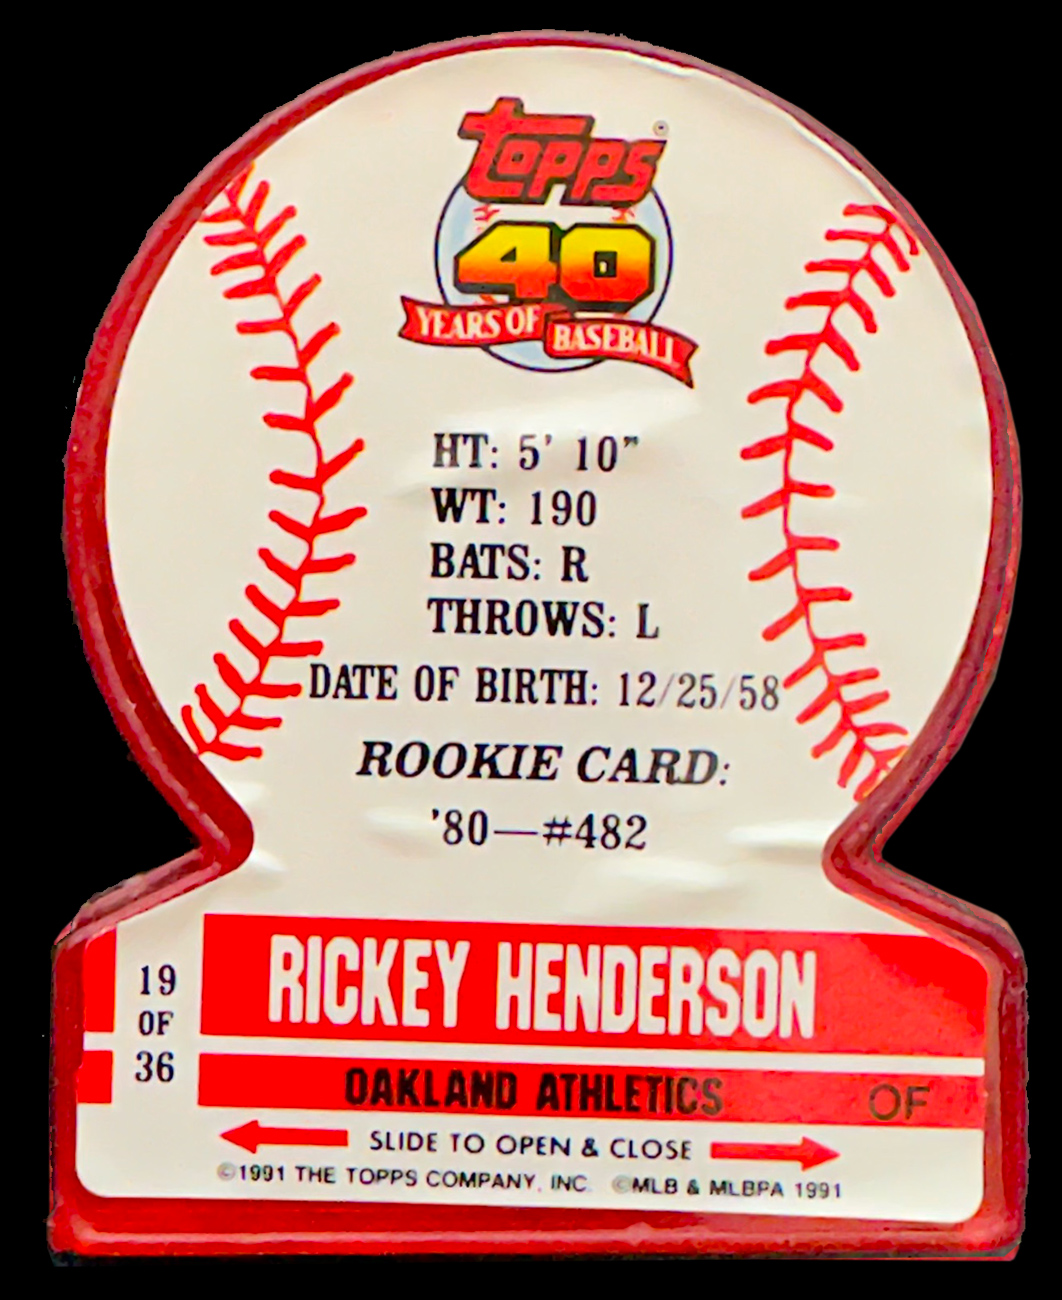 Topps®
40
YEARS OF BASEBALL
HT: 5' 10"
WT: 190
BATS: R
THROWS: L
DATE OF BIRTH: 12/25/58
ROOKIE CARD:
'80—#482
19
OF
36
RICKEY HENDERSON
OAKLAND ATHLETICS OF
SLIDE TO OPEN & CLOSE
©1991 THE TOPPS COMPANY, INC. ©MLB & MLBPA 1991